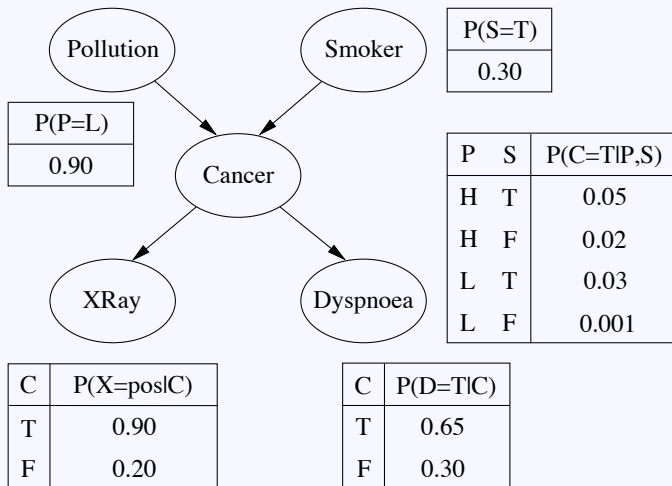 Pollution
Smoker
P(S=T)
0.30
P(P=L)
0.90
Cancer
P S P(C=T|P,S)
H T 0.05
H F 0.02
L T 0.03
L F 0.001
XRay
Dyspnoea
C P(X=pos|C)
T 0.90
F 0.20
C P(D=T|C)
T 0.65
F 0.30